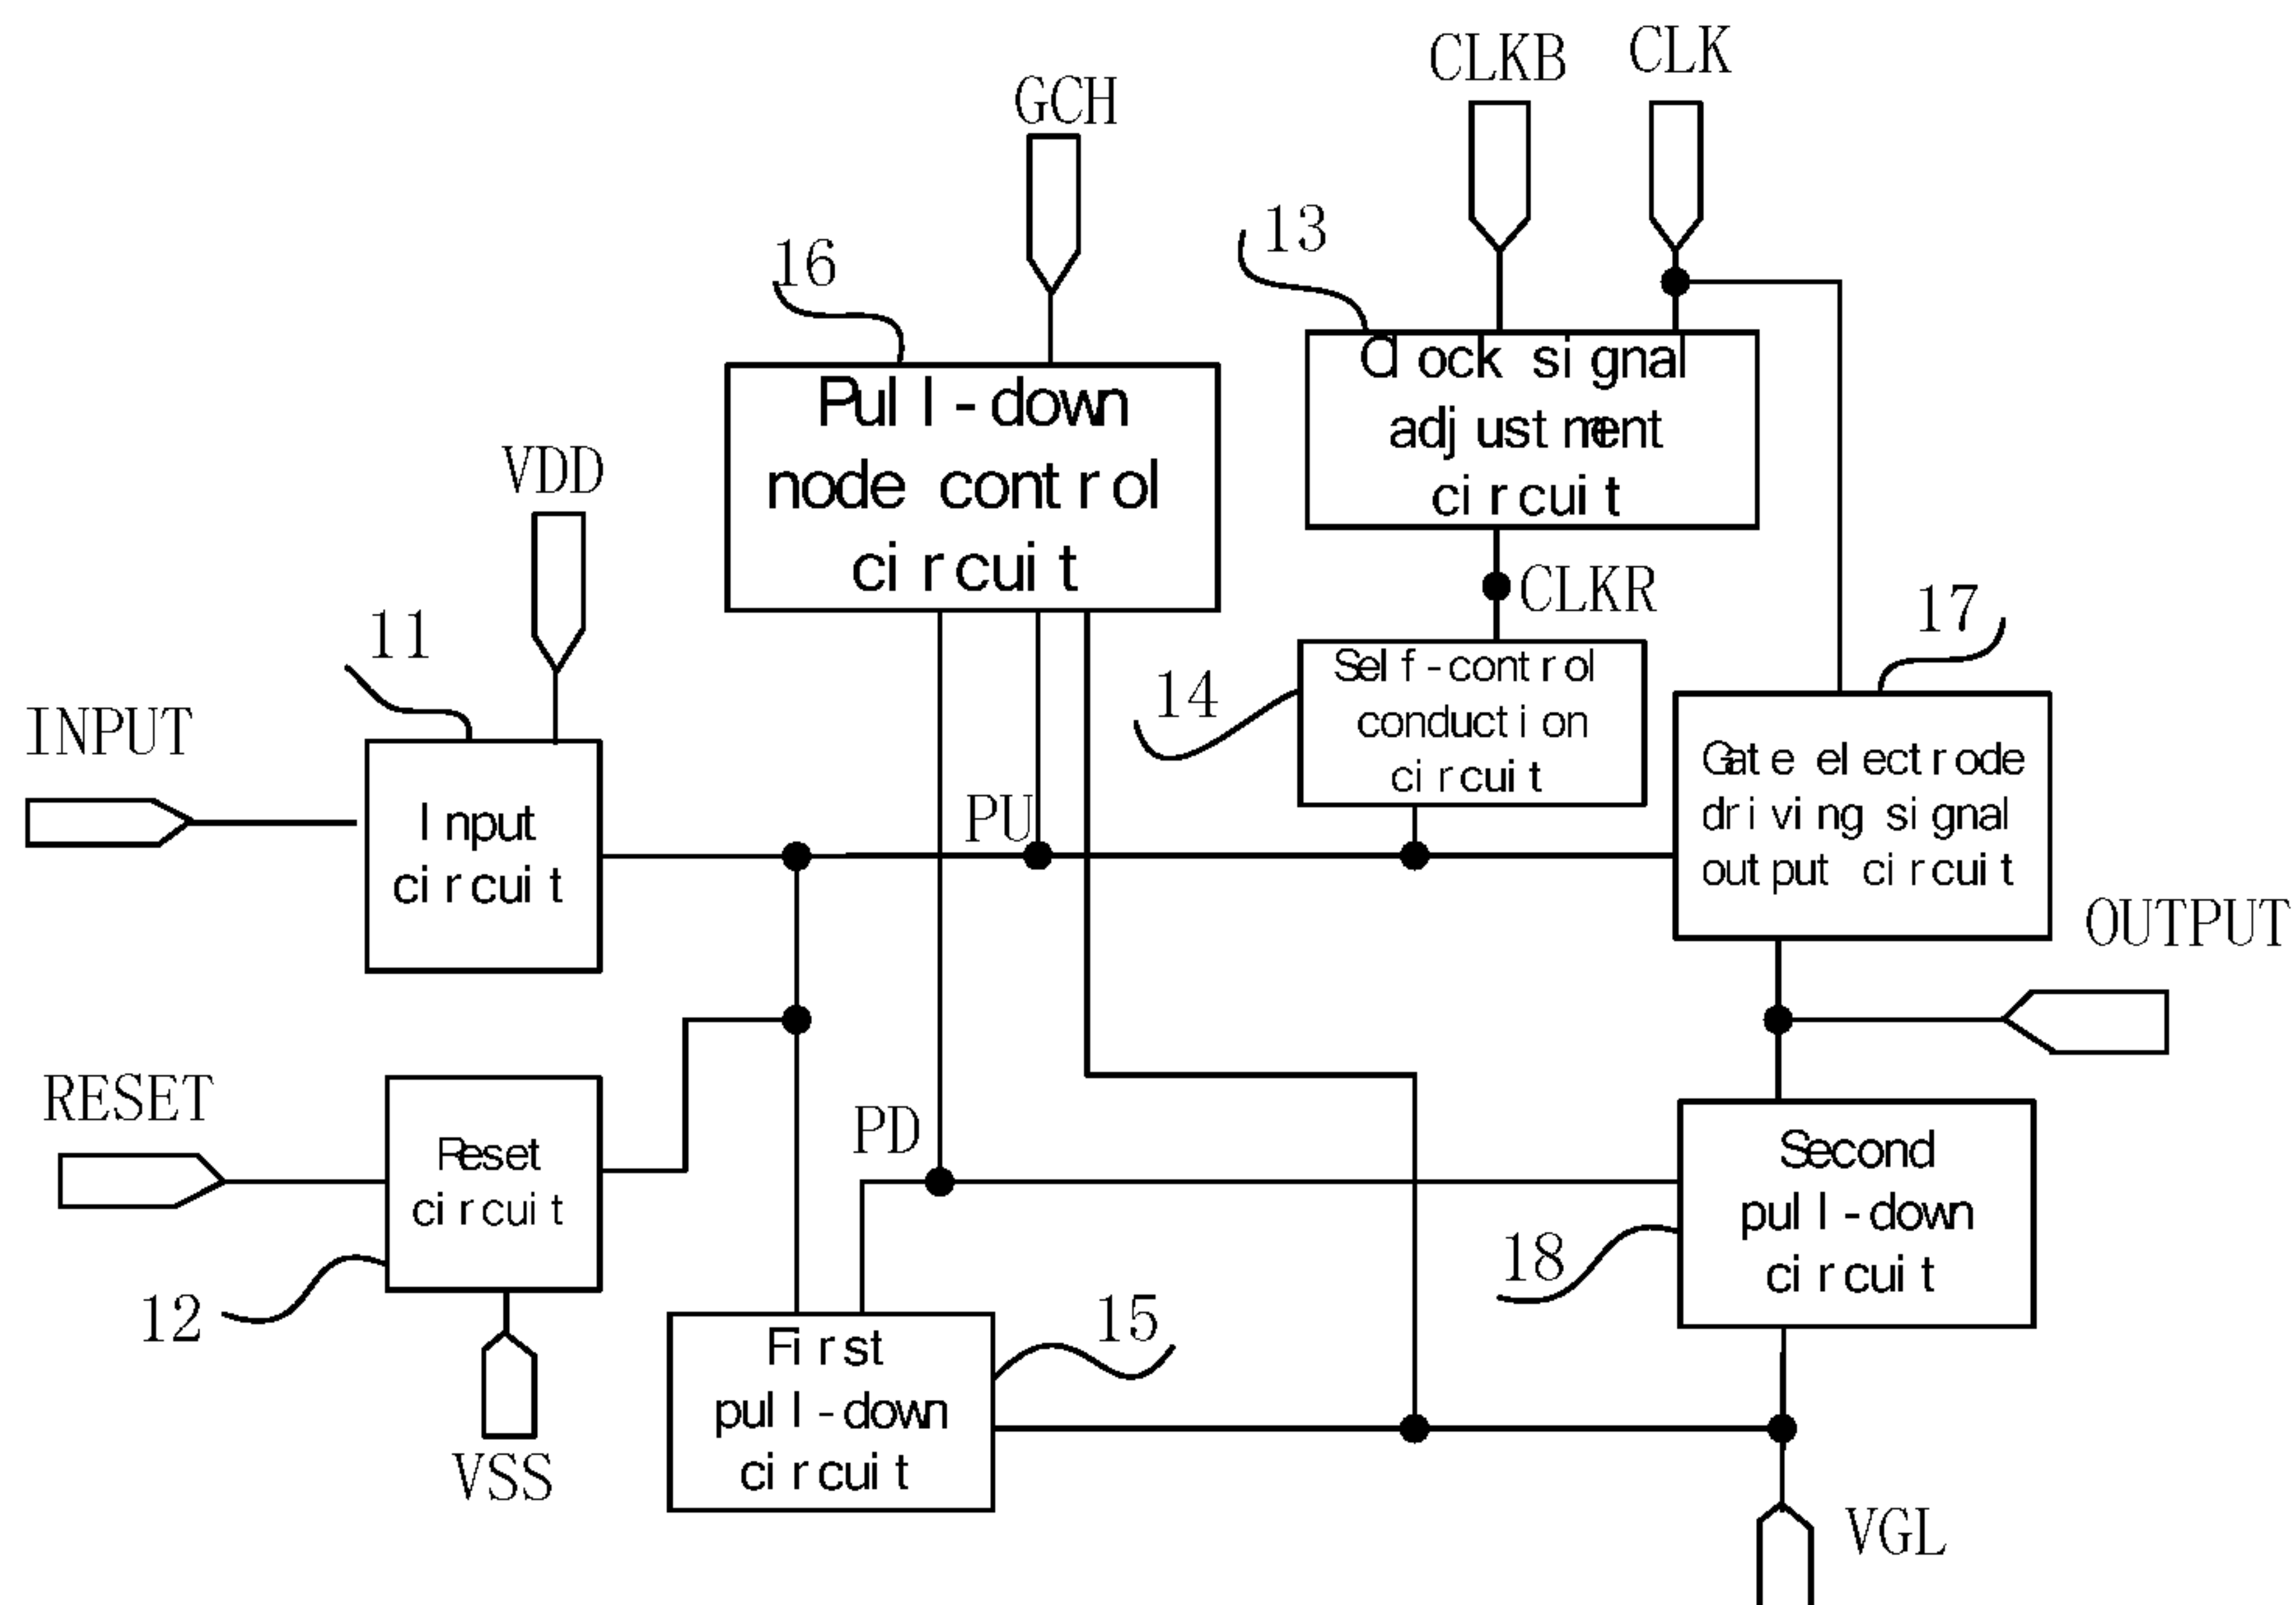 CLKB
CLK
GCH
13
16
Clock signal
adjustment
circuit
Pull-down
node control
circuit
VDD
CLKR
11
17
Self-control
conduction
circuit
14
INPUT
Gate electrode
driving signal
output circuit
PU
Input
circuit
OUTPUT
RESET
PD
Reset
circuit
Second
pull-down
circuit
18
12
15
First
pull-down
circuit
VSS
VGL